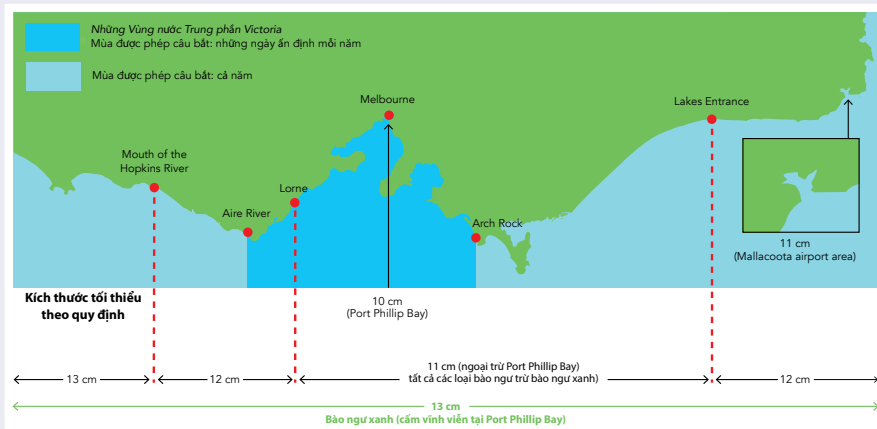 Những Vùng nước Trung phần Victoria
Mùa được phép câu bắt: những ngày ấn định mỗi năm
Mùa được phép câu bắt: cả năm
Melbourne
Lakes Entrance
Mouth of the
Hopkins River
Lorne
Aire River
Arch Rock
11 cm
(Mallacoota airport area)
Kích thước tối thiểu
theo quy định
10 cm
(Port Phillip Bay)
13 cm
12 cm
11 cm (ngoại trừ Port Phillip Bay)
tất cả các loại bào ngư trừ bào ngư xanh)
12 cm
13 cm
Bào ngư xanh (cấm vĩnh viễn tại Port Phillip Bay)